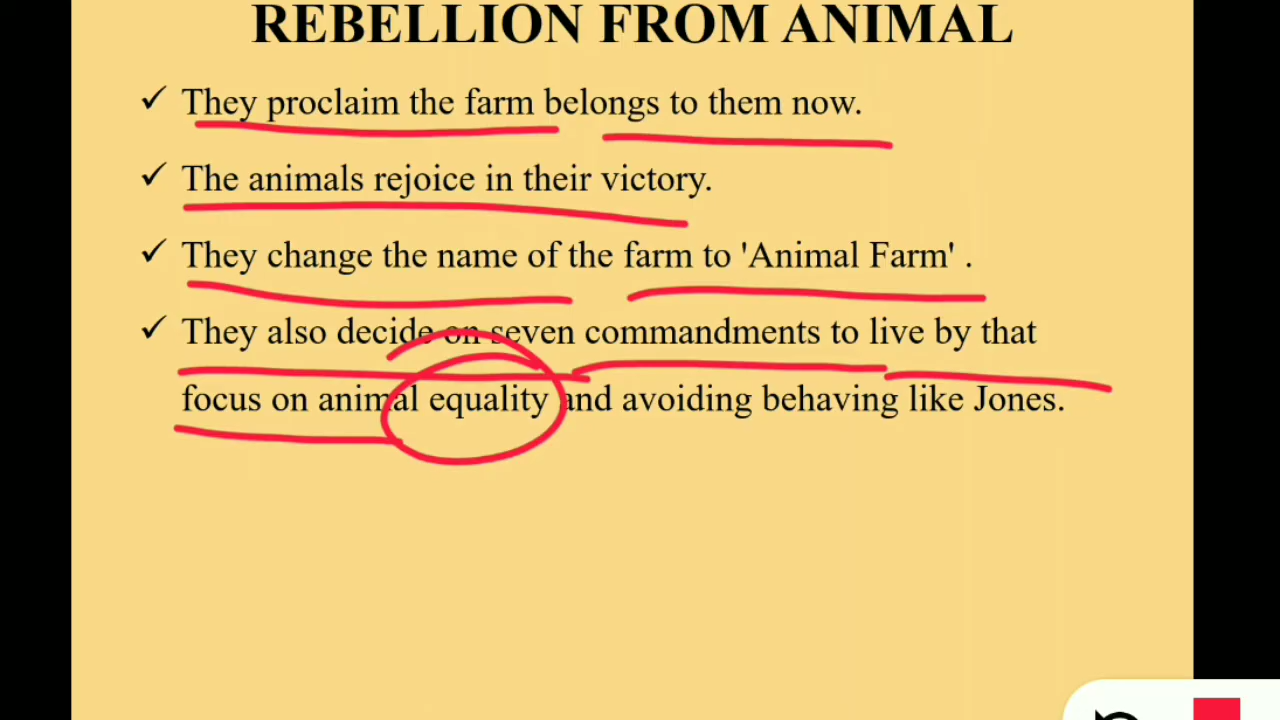 REBELLION FROM ANIMAL
✓ They proclaim the farm belongs to them now.
✓ The animals rejoice in their victory.
✓ They change the name of the farm to 'Animal Farm' .
✓ They also decide on seven commandments to live by that
focus on animal equality and avoiding behaving like Jones.